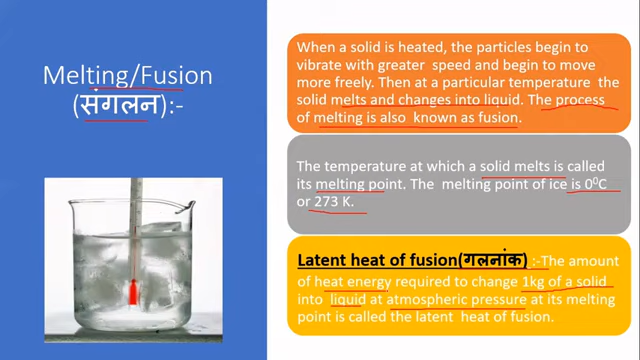 Melting/Fusion
(संगलन):-
When a solid is heated, the particles begin to
vibrate with greater speed and begin to move
more freely. Then at a particular temperature the
solid melts and changes into liquid. The process
of melting is also known as fusion.
The temperature at which a solid melts is called
its melting point. The melting point of ice is 0⁰C
or 273 K.
Latent heat of fusion(गलनांक) :-The amount
of heat energy required to change 1kg of a solid
into liquid at atmospheric pressure at its melting
point is called the latent heat of fusion.